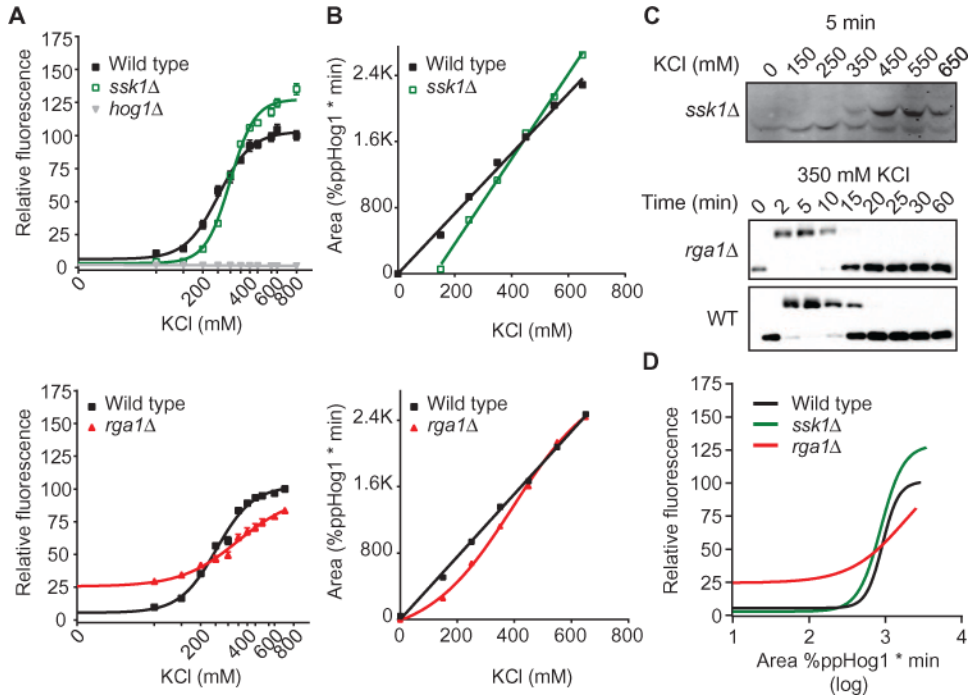 A
175
150
125
100
75
50
25
0
Relative fluorescence
Wild type
ssk1Δ
hog1Δ
0
200
400
600
800
KCl (mM)
B
2.4K
1.6K
800
0
Area (%ppHog1 * min)
Wild type
ssk1Δ
0
200
400
600
800
KCl (mM)
C
5 min
KCl (mM) 0 150 250 350 450 550 650
ssk1Δ
350 mM KCl
Time (min) 0 2 5 10 15 20 25 30 60
rga1Δ
WT
175
150
125
100
75
50
25
0
Relative fluorescence
Wild type
rga1Δ
0
200
400
600
800
KCl (mM)
2.4K
1.6K
800
0
Area (%ppHog1 * min)
Wild type
rga1Δ
0
200
400
600
800
KCl (mM)
D
175
150
125
100
75
50
25
0
Relative fluorescence
Wild type
ssk1Δ
rga1Δ
1
2
3
4
Area %ppHog1 * min
(log)